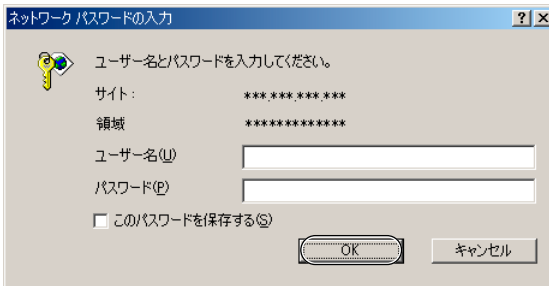 ネットワーク パスワードの入力
ユーザー名とパスワードを入力してください。
サイト: ***.***.***.***
領域 *************
ユーザー名(U)
パスワード(P)
このパスワードを保存する(S)
OK キャンセル